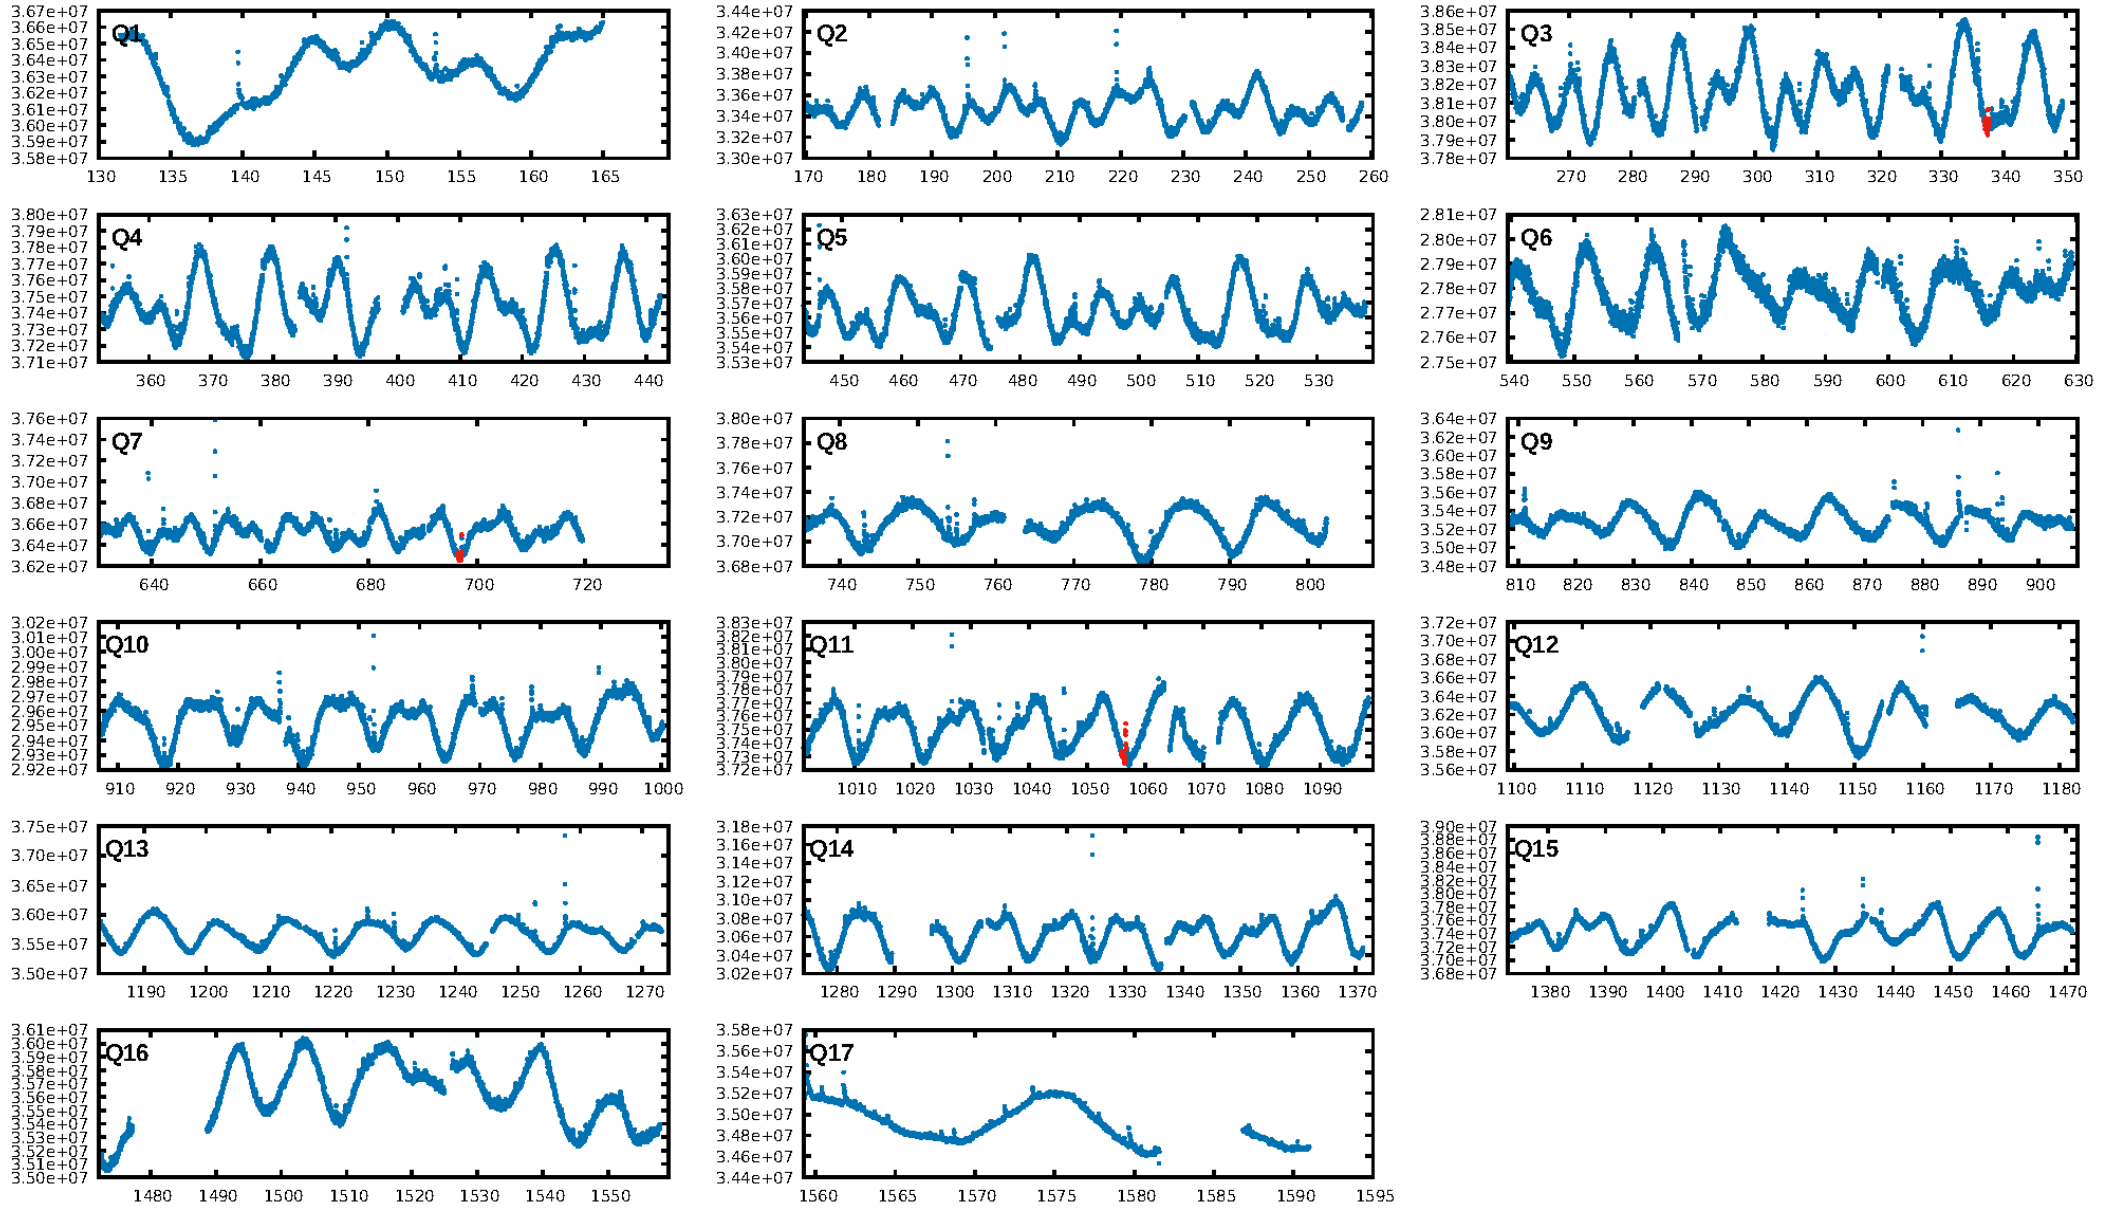 3.67e+07
3.66e+07
3.65e+07
3.64e+07
3.63e+07
3.62e+07
3.61e+07
3.60e+07
3.59e+07
3.58e+07
Q1
130 135 140 145 150 155 160 165
3.44e+07
3.42e+07
3.40e+07
3.38e+07
3.36e+07
3.34e+07
3.32e+07
3.30e+07
Q2
170 180 190 200 210 220 230 240 250 260
3.86e+07
3.85e+07
3.84e+07
3.83e+07
3.82e+07
3.81e+07
3.80e+07
3.79e+07
3.78e+07
Q3
270 280 290 300 310 320 330 340 350
3.80e+07
3.79e+07
3.78e+07
3.77e+07
3.76e+07
3.75e+07
3.74e+07
3.73e+07
3.72e+07
3.71e+07
Q4
360 370 380 390 400 410 420 430 440
3.63e+07
3.62e+07
3.61e+07
3.60e+07
3.59e+07
3.58e+07
3.57e+07
3.56e+07
3.55e+07
3.54e+07
3.53e+07
Q5
450 460 470 480 490 500 510 520 530
2.81e+07
2.80e+07
2.79e+07
2.78e+07
2.77e+07
2.76e+07
2.75e+07
Q6
540 550 560 570 580 590 600 610 620 630
3.76e+07
3.74e+07
3.72e+07
3.70e+07
3.68e+07
3.66e+07
3.64e+07
3.62e+07
Q7
640 660 680 700 720
3.80e+07
3.78e+07
3.76e+07
3.74e+07
3.72e+07
3.70e+07
3.68e+07
Q8
740 750 760 770 780 790 800
3.64e+07
3.62e+07
3.60e+07
3.58e+07
3.56e+07
3.54e+07
3.52e+07
3.50e+07
3.48e+07
Q9
810 820 830 840 850 860 870 880 890 900
3.02e+07
3.01e+07
3.00e+07
2.99e+07
2.98e+07
2.97e+07
2.96e+07
2.95e+07
2.94e+07
2.93e+07
2.92e+07
Q10
910 920 930 940 950 960 970 980 990 1000
3.83e+07
3.82e+07
3.81e+07
3.80e+07
3.79e+07
3.78e+07
3.77e+07
3.76e+07
3.75e+07
3.74e+07
3.73e+07
3.72e+07
Q11
1010 1020 1030 1040 1050 1060 1070 1080 1090
3.72e+07
3.70e+07
3.68e+07
3.66e+07
3.64e+07
3.62e+07
3.60e+07
3.58e+07
3.56e+07
Q12
1100 1110 1120 1130 1140 1150 1160 1170 1180
3.75e+07
3.70e+07
3.65e+07
3.60e+07
3.55e+07
3.50e+07
Q13
1190 1200 1210 1220 1230 1240 1250 1260 1270
3.18e+07
3.16e+07
3.14e+07
3.12e+07
3.10e+07
3.08e+07
3.06e+07
3.04e+07
3.02e+07
Q14
1280 1290 1300 1310 1320 1330 1340 1350 1360 1370
3.90e+07
3.88e+07
3.86e+07
3.84e+07
3.82e+07
3.80e+07
3.78e+07
3.76e+07
3.74e+07
3.72e+07
3.70e+07
3.68e+07
Q15
1380 1390 1400 1410 1420 1430 1440 1450 1460 1470
3.61e+07
3.60e+07
3.59e+07
3.58e+07
3.57e+07
3.56e+07
3.55e+07
3.54e+07
3.53e+07
3.52e+07
3.51e+07
3.50e+07
Q16
1480 1490 1500 1510 1520 1530 1540 1550
3.58e+07
3.56e+07
3.54e+07
3.52e+07
3.50e+07
3.48e+07
3.46e+07
3.44e+07
Q17
1560 1565 1570 1575 1580 1585 1590 1595